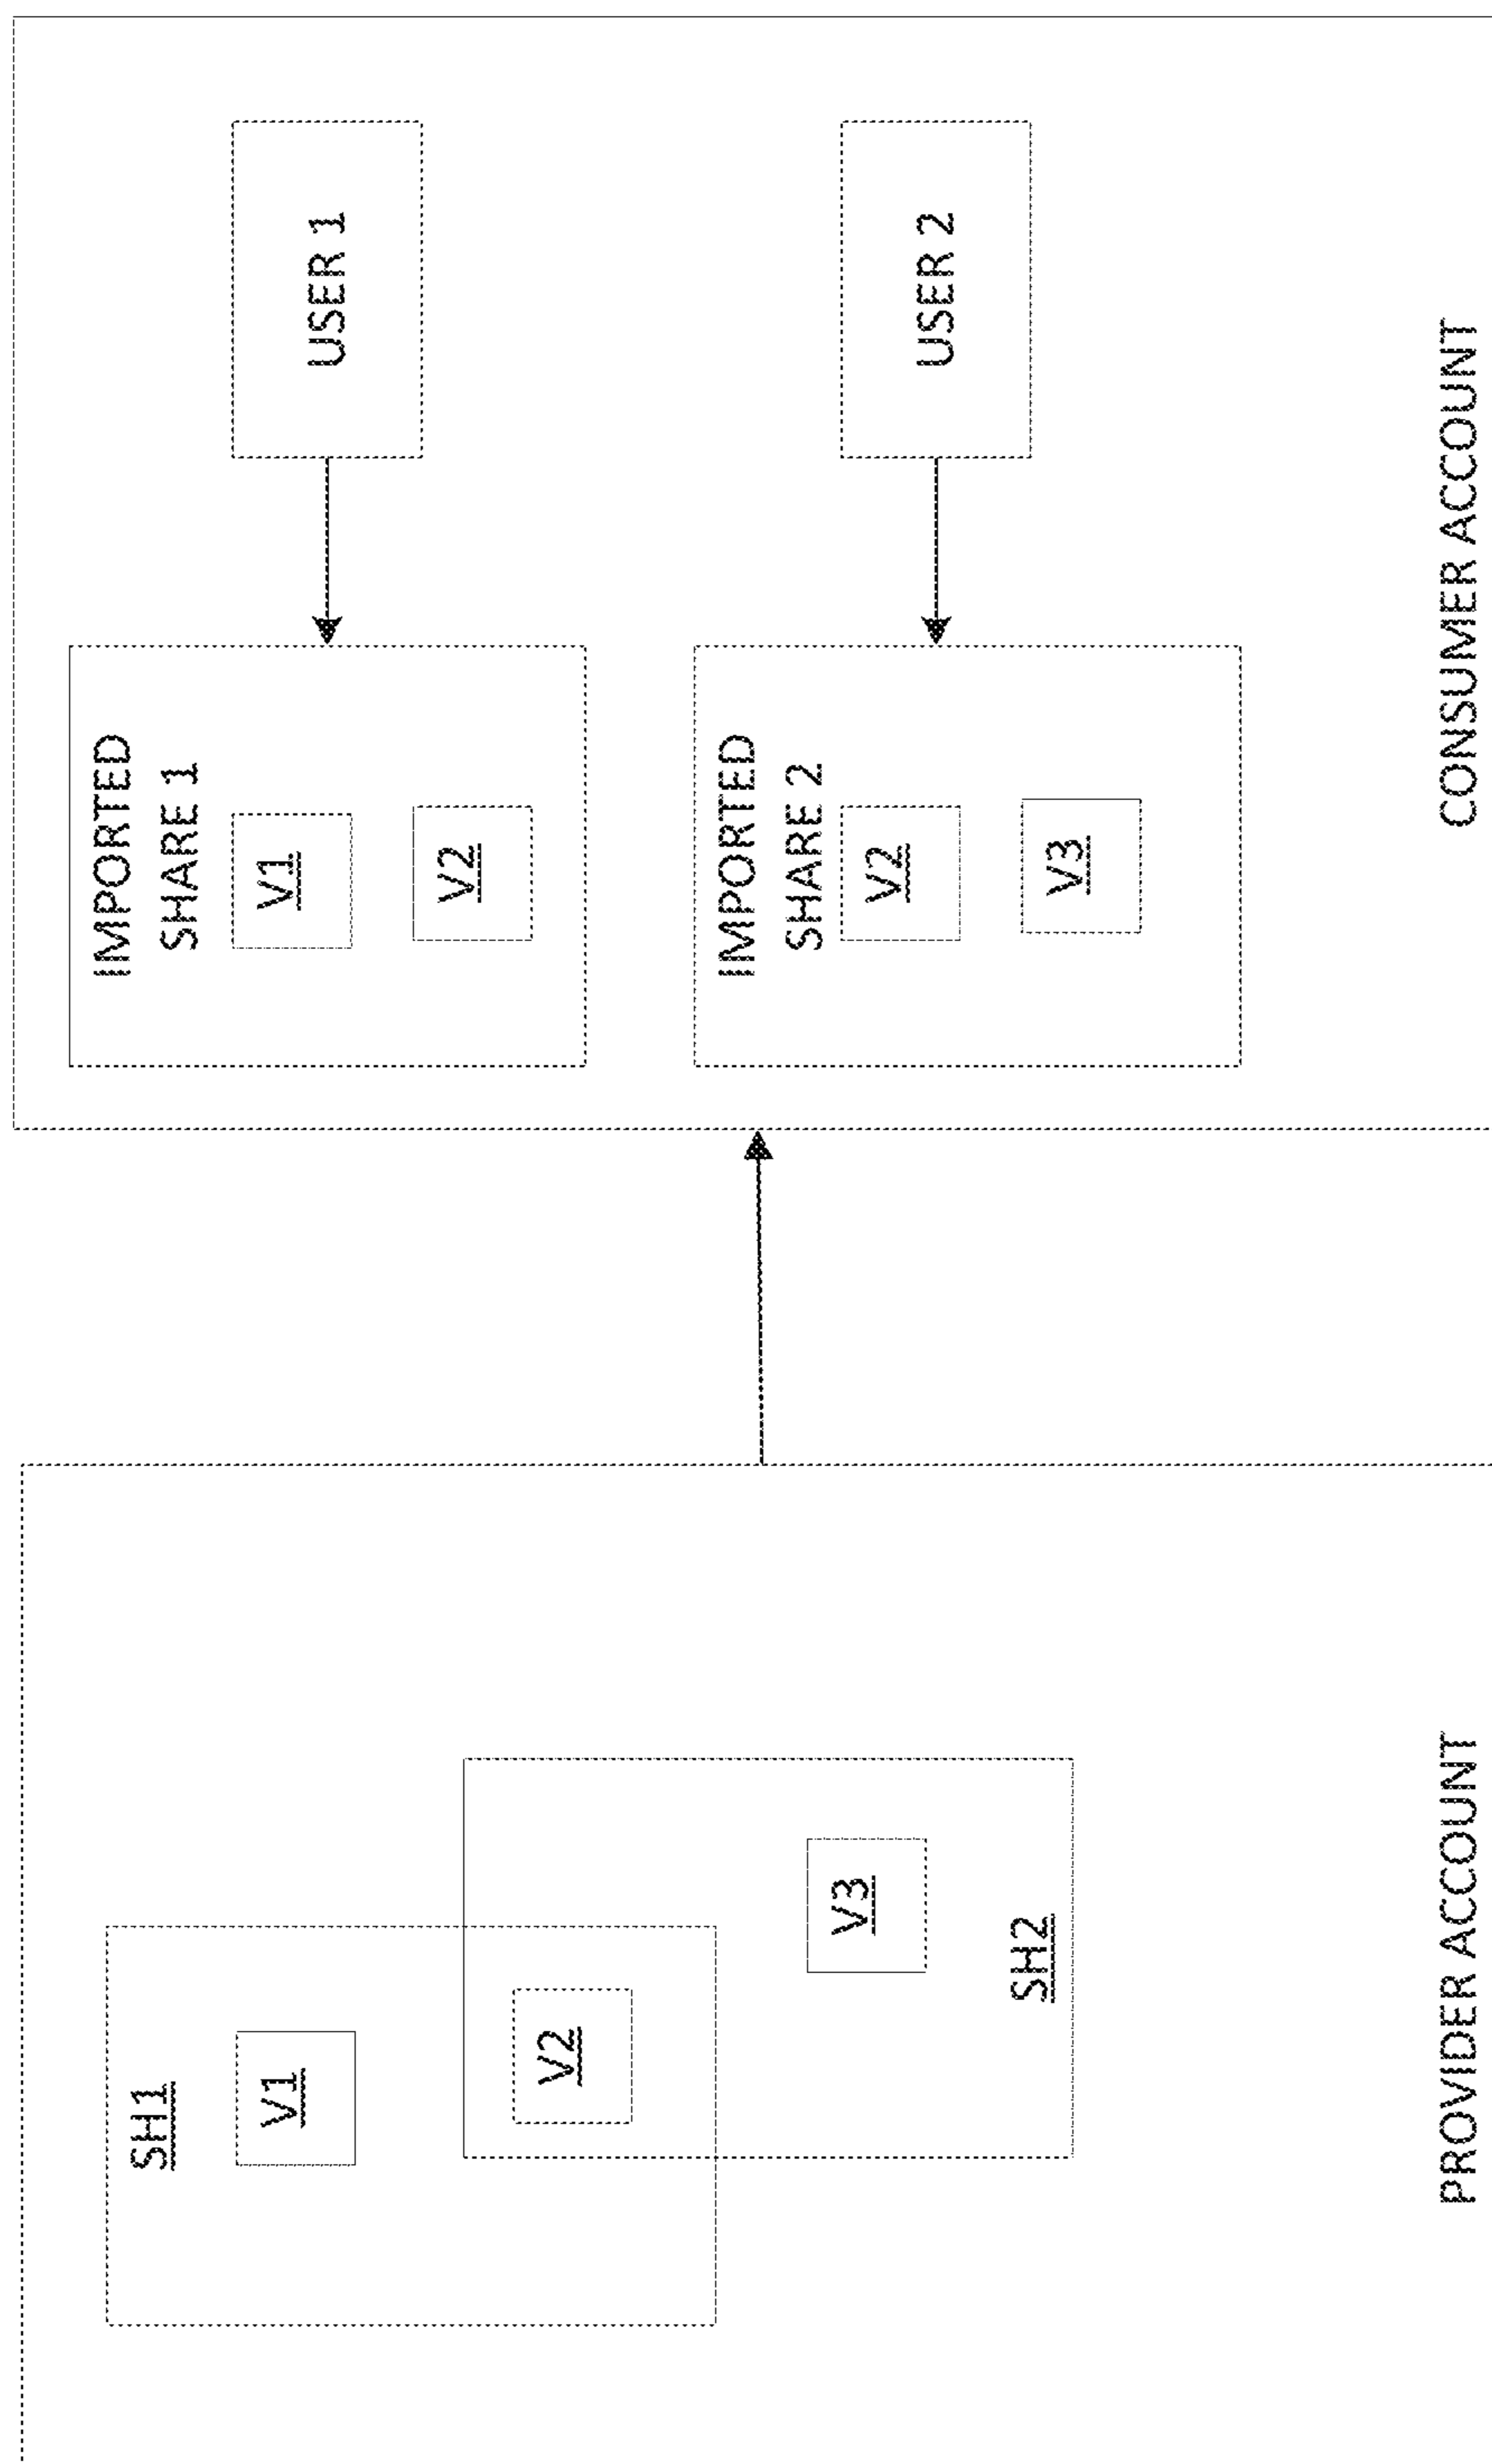 SH1
V1
V2
V3
SH2
PROVIDER ACCOUNT
IMPORTED
SHARE 1
V1
V2
IMPORTED
SHARE 2
V2
V3
USER 1
USER 2
CONSUMER ACCOUNT